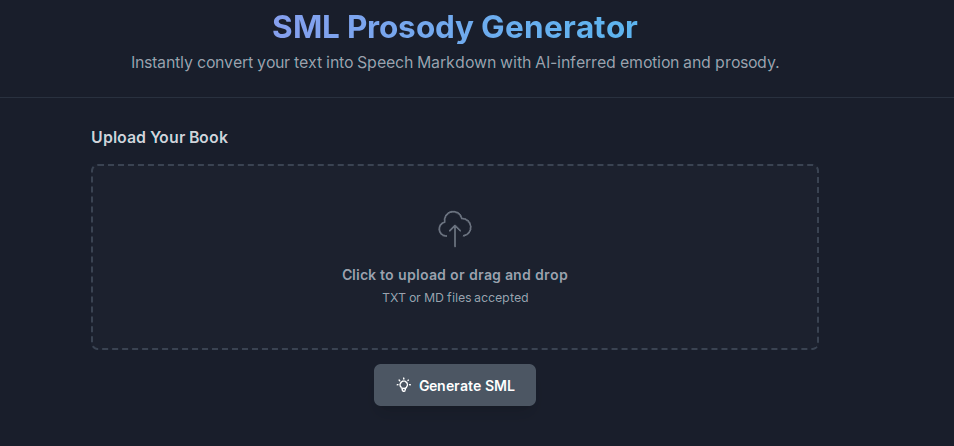 SML Prosody Generator
Instantly convert your text into Speech Markdown with AI-inferred emotion and prosody.
Upload Your Book
Click to upload or drag and drop
TXT or MD files accepted
Generate SML